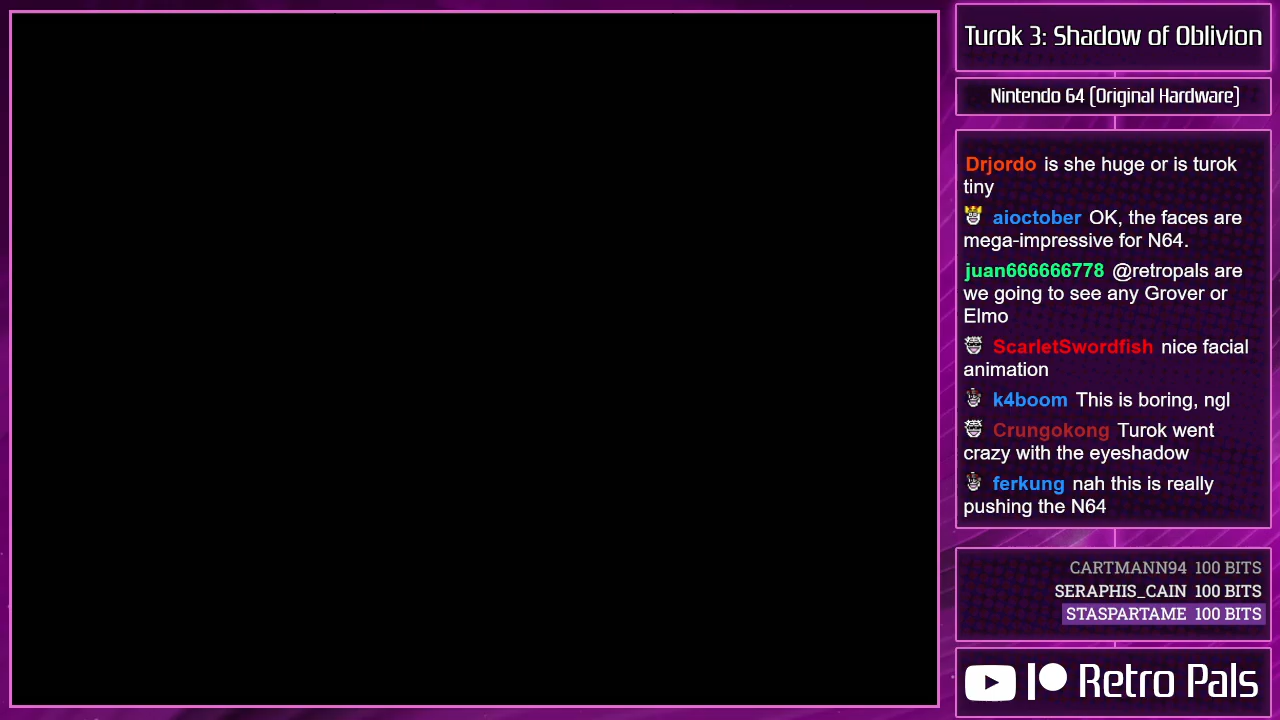 Turok 3: Shadow of Oblivion
Nintendo 64 (Original Hardware)
Drjordo is she huge or is turok
tiny
aioctober OK, the faces are
mega-impressive for N64.
juan666666778 @retropals are
we going to see any Grover or
Elmo
ScarletSwordfish nice facial
animation
k4boom This is boring, ngl
Crungokong Turok went
crazy with the eyeshadow
ferkung nah this is really
pushing the N64
CARTMANN94 100 BITS
SERAPHIS_CAIN 100 BITS
STASPARTAME 100 BITS
Retro Pals